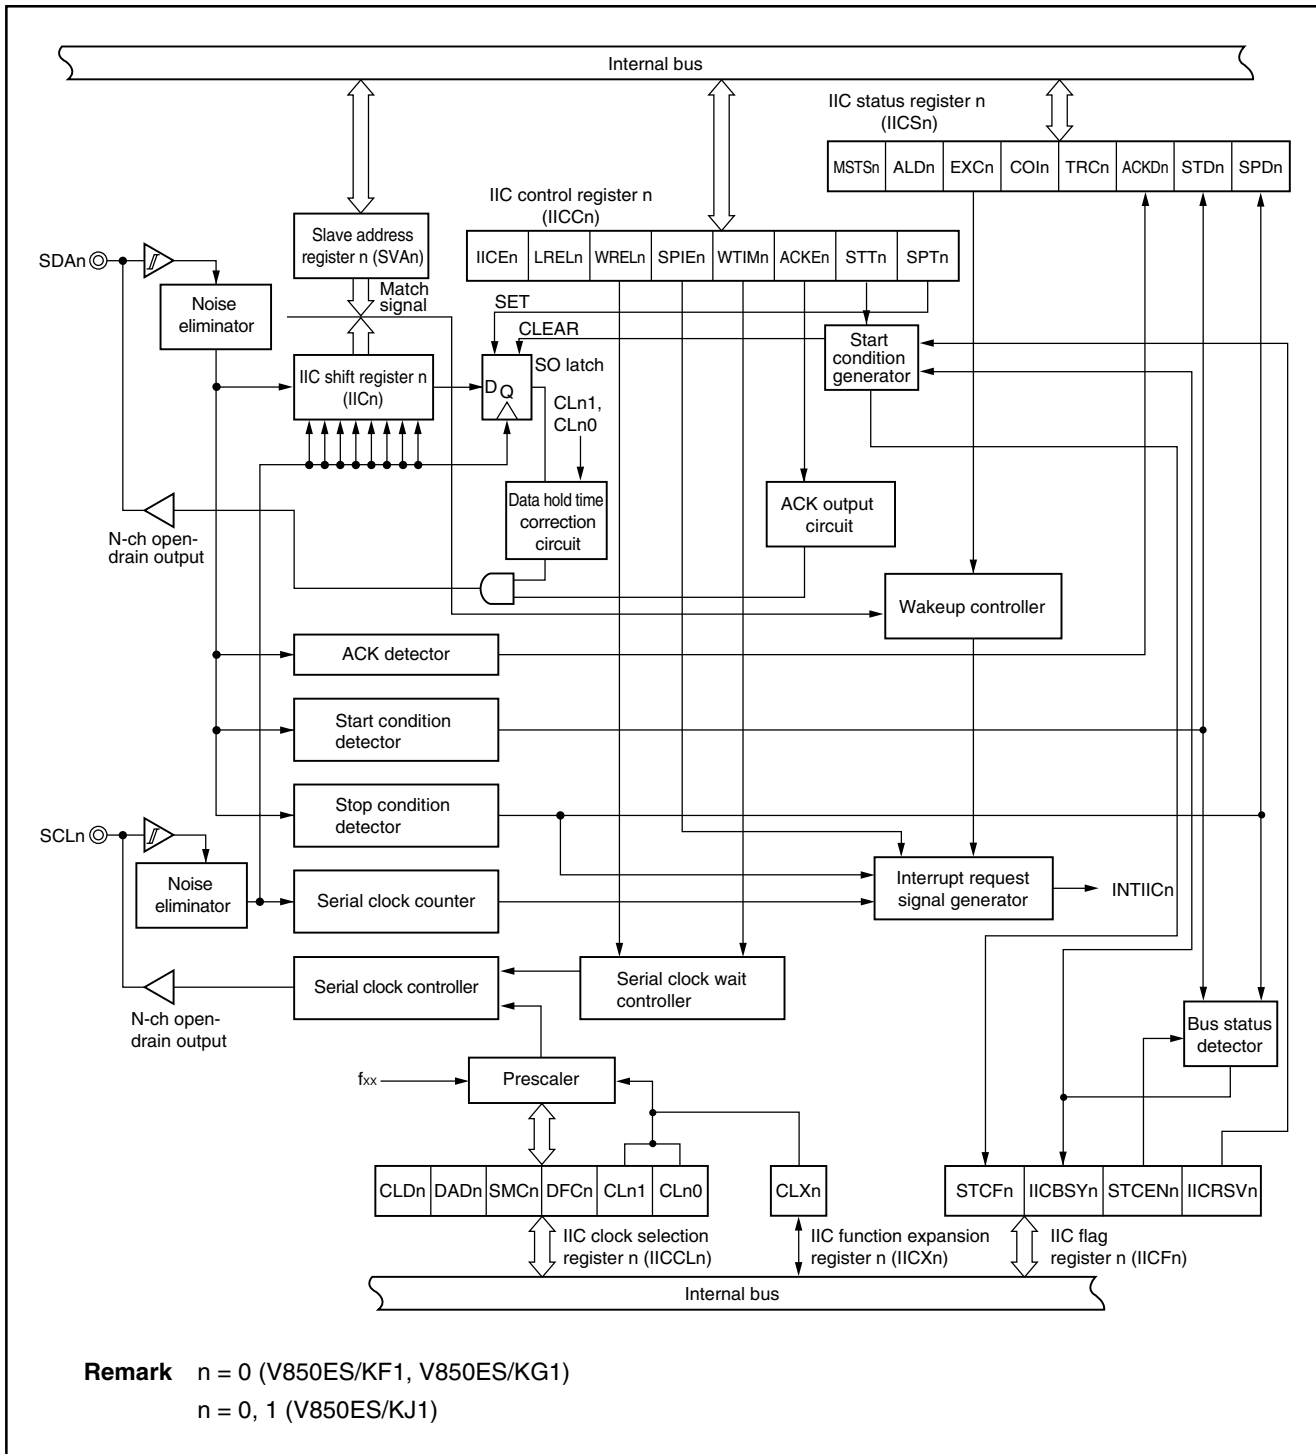 Internal bus
IIC status register n
(IICSn)
MSTSn ALDn EXCn COIn TRCn ACKDn STDn SPDn
IIC control register n
(IICCn)
IICEn LRELn WRELn SPIEn WTIMn ACKEn STTn SPTn
Slave address
register n (SVAn)
SDAn
Match
signal
Noise
eliminator
SET
CLEAR
Start
condition
generator
SO latch
IIC shift register n
(IICn)
D Q
CLn1,
CLn0
Data hold time
correction
circuit
ACK output
circuit
N-ch open-
drain output
Wakeup controller
ACK detector
Start condition
detector
Stop condition
detector
SCLn
Noise
eliminator
Serial clock counter
Interrupt request
signal generator
INTIICn
Serial clock controller
Serial clock wait
controller
N-ch open-
drain output
Bus status
detector
fxx
Prescaler
CLDn DADn SMCn DFCn CLn1 CLn0
CLXn
STCFn IICBSYn STCENn IICRSVn
IIC clock selection
register n (IICCLn)
IIC function expansion
register n (IICXn)
IIC flag
register n (IICFn)
Internal bus
Remark n = 0 (V850ES/KF1, V850ES/KG1)
n = 0, 1 (V850ES/KJ1)